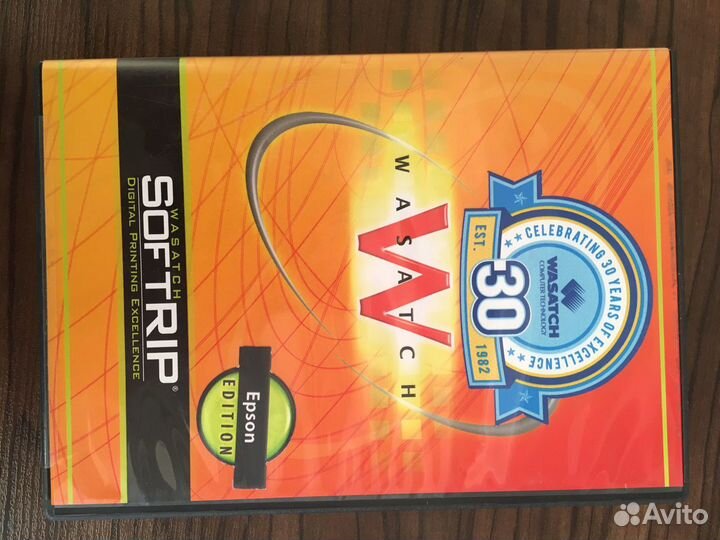 CELEBRATING 30 YEARS OF EXCELLENCE
WASATCH
COMPUTER TECHNOLOGY
EST. 30 1982
WASATCH
W
Epson
EDITION
WASATCH
SOFTRIP®
DIGITAL PRINTING EXCELLENCE
Avito